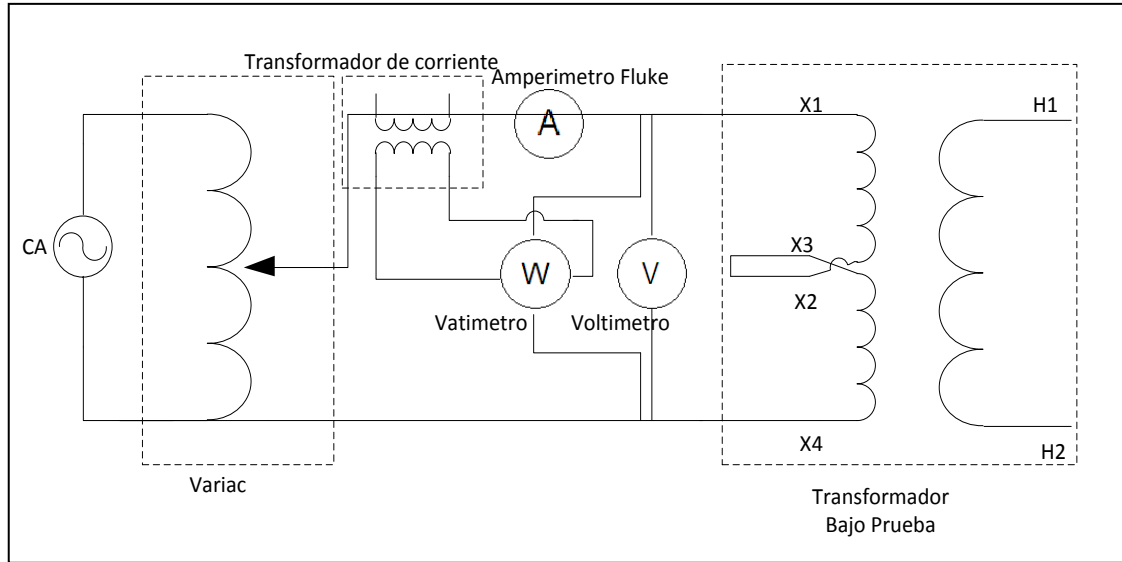 Transformador de corriente
Amperimetro Fluke
A
X1
H1
CA
W
V
X3
X2
Vatimetro
Voltimetro
X4
H2
Variac
Transformador
Bajo Prueba